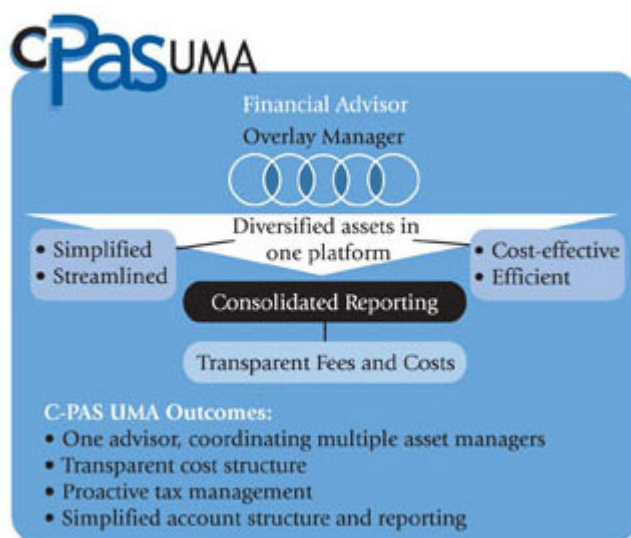 cPasUMA
Financial Advisor
Overlay Manager
Diversified assets in
one platform
• Simplified
• Streamlined
• Cost-effective
• Efficient
Consolidated Reporting
Transparent Fees and Costs
C-PAS UMA Outcomes:
• One advisor, coordinating multiple asset managers
• Transparent cost structure
• Proactive tax management
• Simplified account structure and reporting